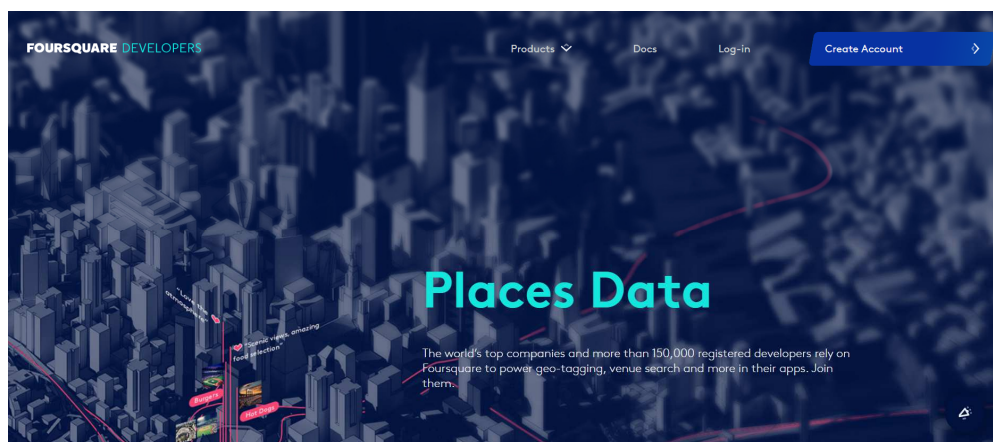 FOURSQUARE DEVELOPERS
Products
Docs
Log-in
Create Account
Places Data
The world's top companies and more than 150,000 registered developers rely on
Foursquare to power geo-tagging, venue search and more in their apps. Join
them.
"Love the
atmosphere"
"Scenic views, amazing
food selection"
Burgers
Hot Dogs